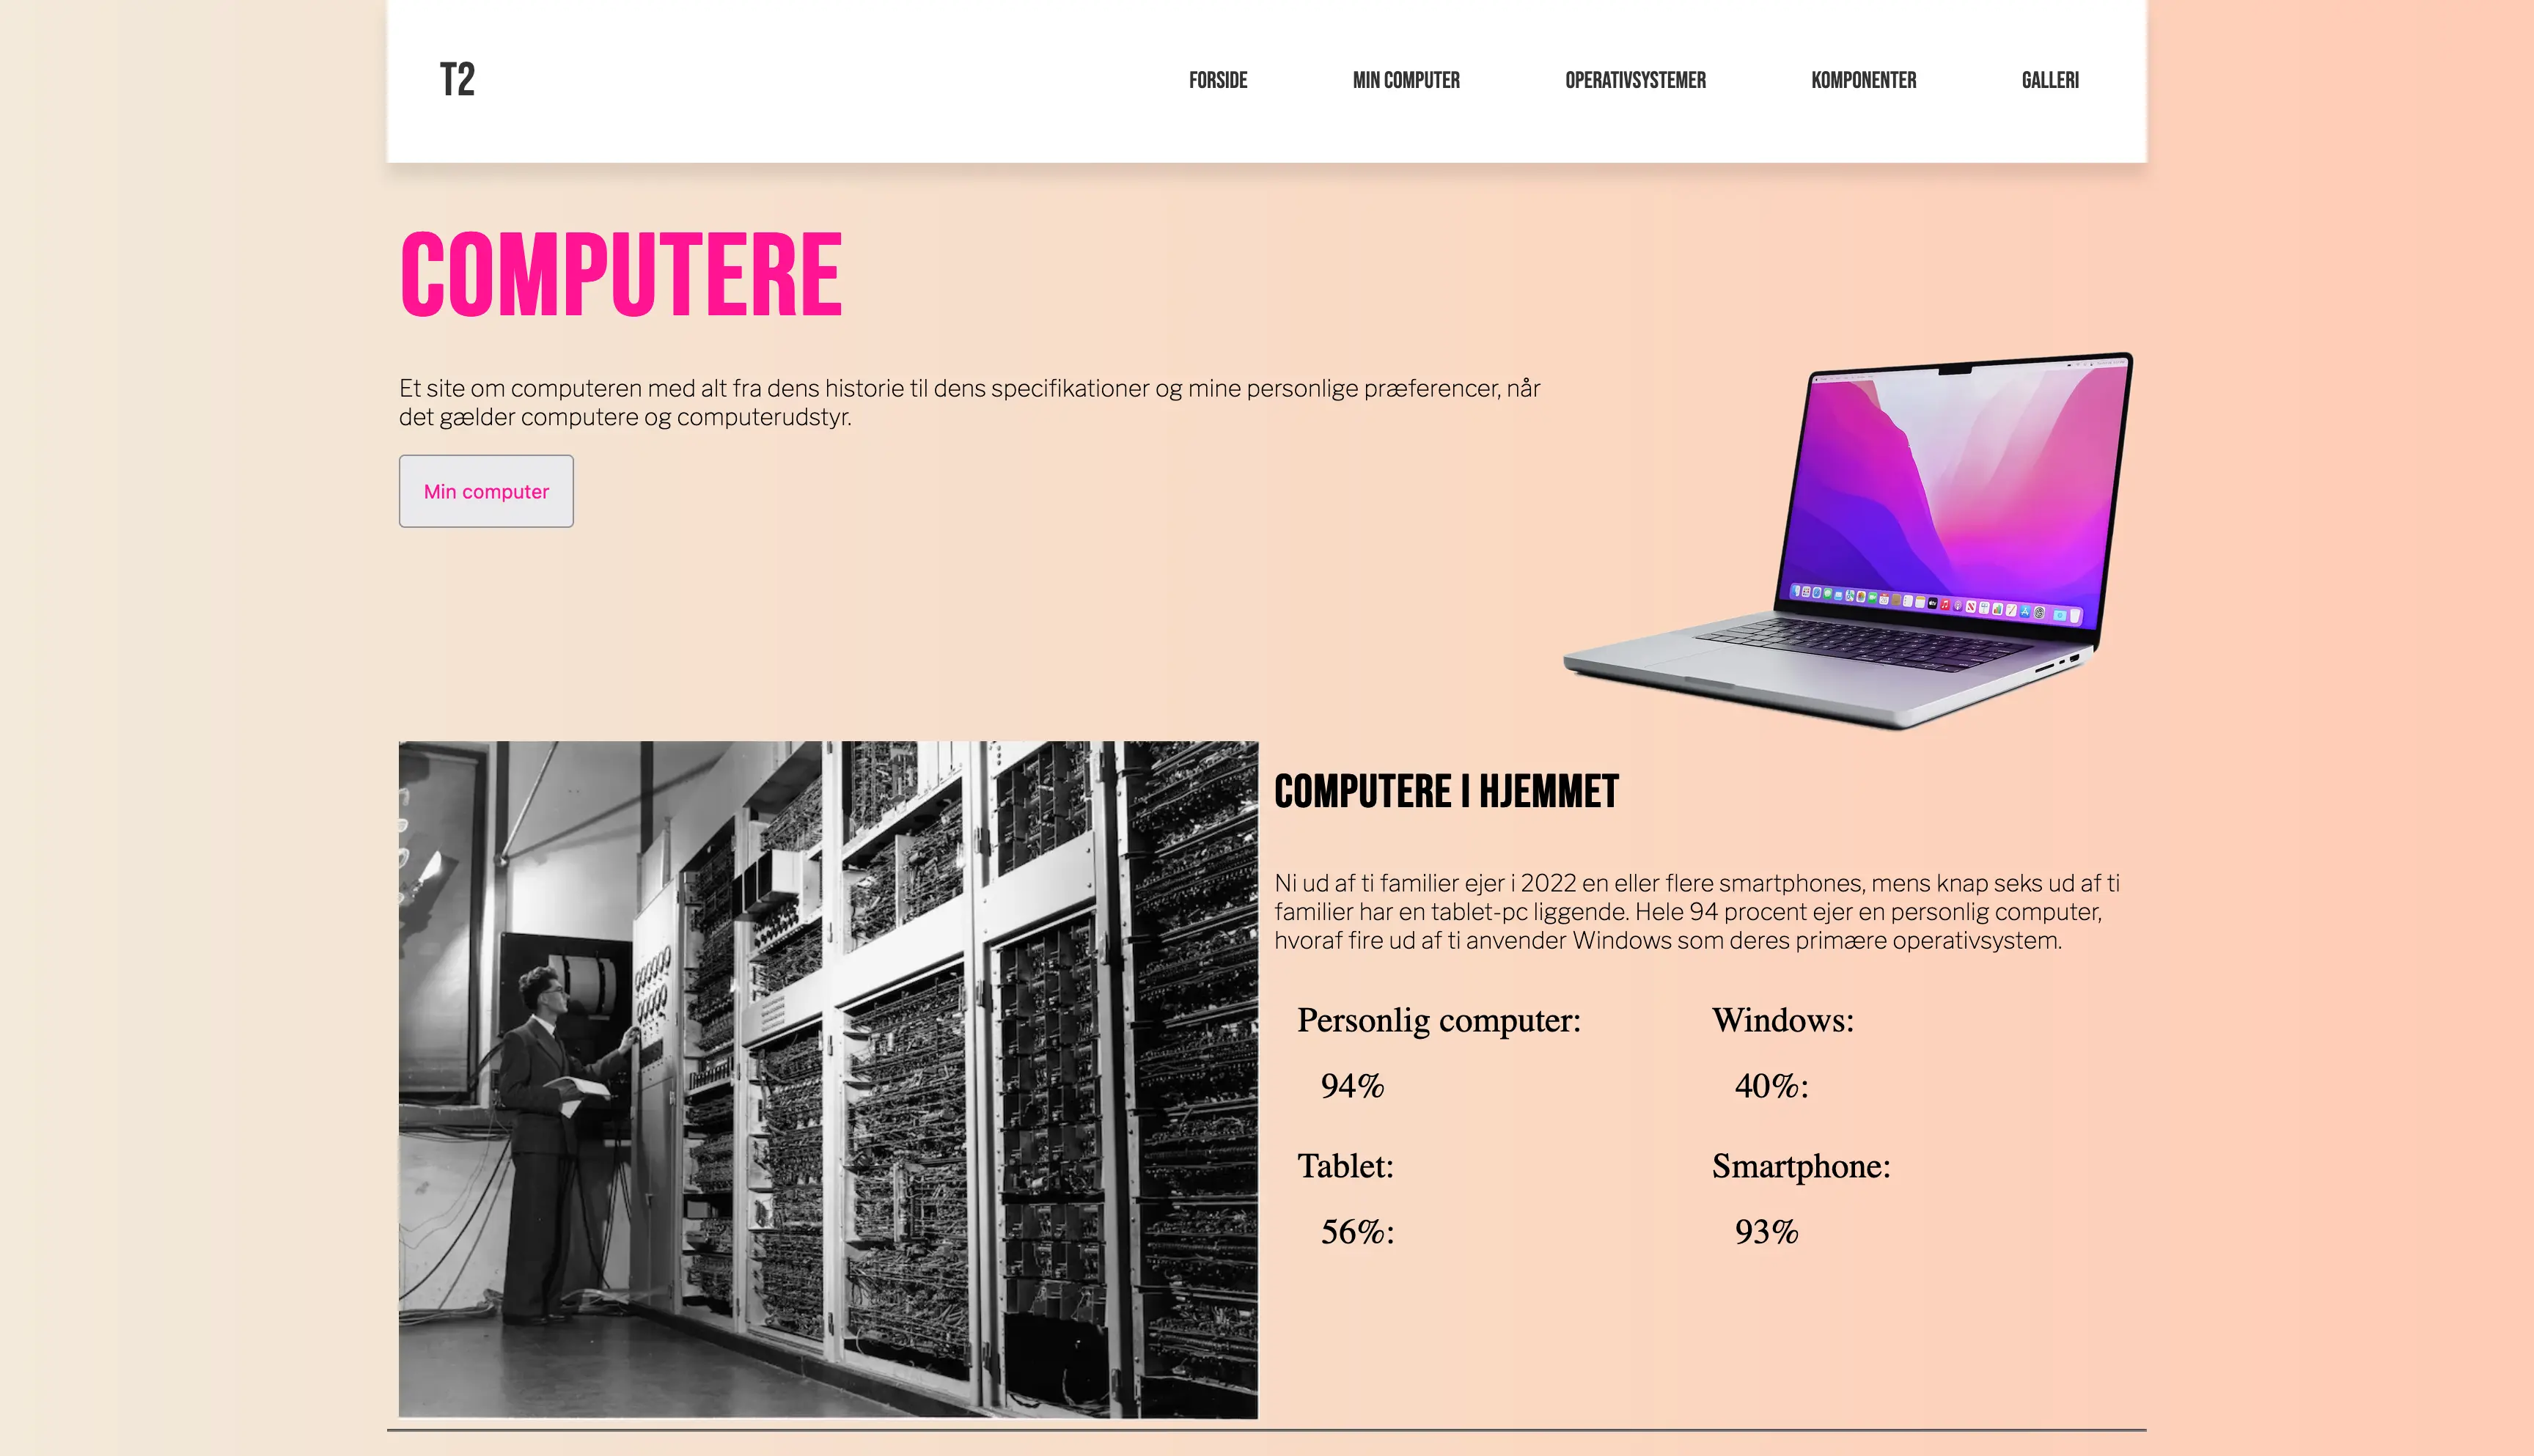 T2
FORSIDE
MIN COMPUTER
OPERATIVSYSTEMER
KOMPONENTER
GALLERI
COMPUTERE
Et site om computeren med alt fra dens historie til dens specifikationer og mine personlige præferencer, når
det gælder computere og computerudstyr.
Min computer
COMPUTERE I HJEMMET
Ni ud af ti familier ejer i 2022 en eller flere smartphones, mens knap seks ud af ti
familier har en tablet-pc liggende. Hele 94 procent ejer en personlig computer,
hvoraf fire ud af ti anvender Windows som deres primære operativsystem.
Personlig computer:
94%
Windows:
40%:
Tablet:
56%:
Smartphone:
93%